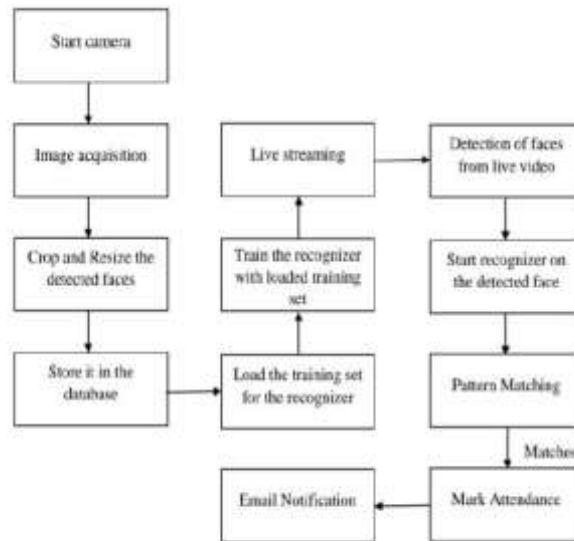 Start camera
Image acquisition
Crop and Resize the
detected faces
Store it in the
database
Load the training set
for the recognizer
Train the recognizer
with loaded training
set
Live streaming
Detection of faces
from live video
Start recognizer on
the detected face
Pattern Matching
Matche
Mark Attendance
Email Notification